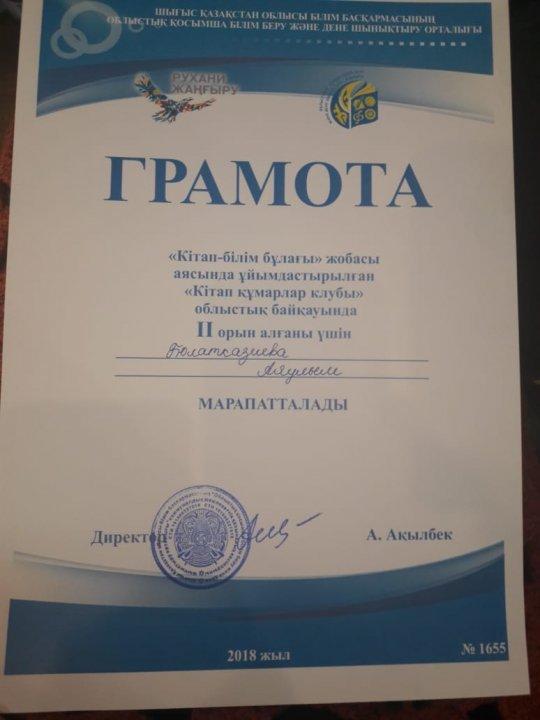 ШЫҒЫС ҚАЗАҚСТАН ОБЛЫСЫ БІЛІМ БАСҚАРМАСЫНЫҢ
ОБЛЫСТЫҚ ҚОСЫМША БІЛІМ БЕРУ ЖӘНЕ ДЕНЕ ШЫНЫҚТЫРУ ОРТАЛЫҒЫ
РУХАНИ
ЖАҢҒЫРУ
ГРАМОТА
«Кітап-білім бұлағы» жобасы
аясында ұйымдастырылған
«Кітап құмарлар клубы»
облыстық байқауында
II орын алғаны үшін
Болатказиева
Аяулым
МАРАПАТТАЛАДЫ
Директор
А. Ақылбек
2018 жыл
№ 1655